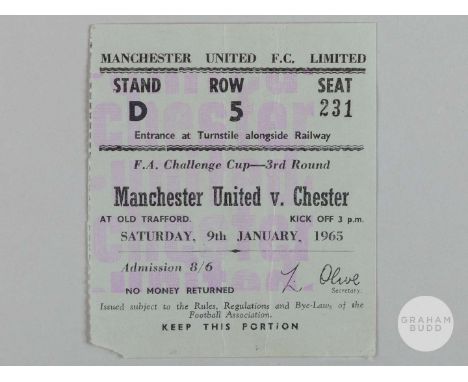 MANCHESTER UNITED F.C. LIMITED
STAND ROW SEAT
D 5 231
Entrance at Turnstile alongside Railway
F.A. Challenge Cup—3rd Round
Manchester United v. Chester
AT OLD TRAFFORD. KICK OFF 3 p.m.
SATURDAY, 9th JANUARY, 1965
Admission 8/6
L. Olive
NO MONEY RETURNED Secretary.
Issued subject to the Rules, Regulations and Bye-Laws of the
Football Association.
KEEP THIS PORTION
GRAHAM
BUDD